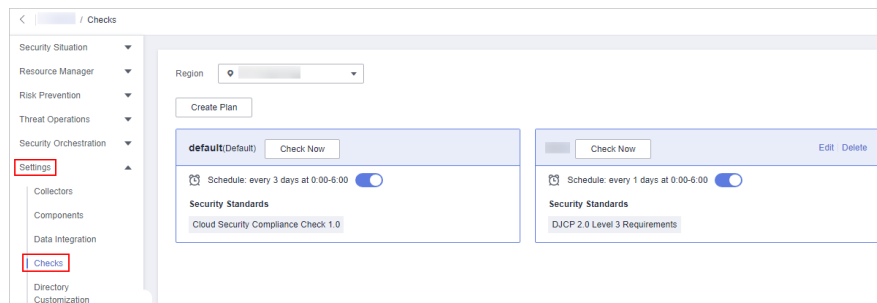 / Checks
Security Situation
Resource Manager
Risk Prevention
Threat Operations
Security Orchestration
Settings
Collectors
Components
Data Integration
Checks
Directory
Customization
Region
Create Plan
default(Default) Check Now
Schedule: every 3 days at 0:00-6:00
Security Standards
Cloud Security Compliance Check 1.0
Check Now Edit Delete
Schedule: every 1 days at 0:00-6:00
Security Standards
DJCP 2.0 Level 3 Requirements